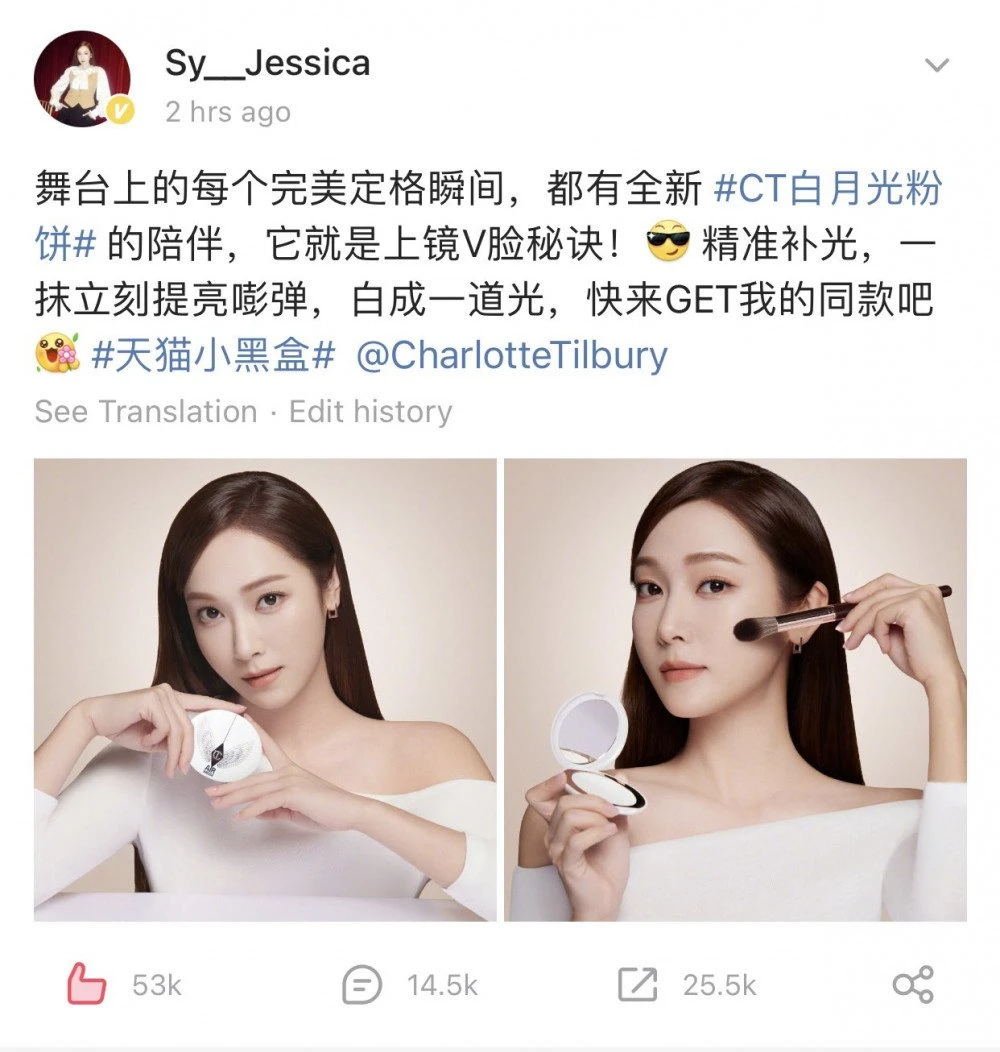 Sy__Jessica
2 hrs ago
舞台上的每个完美定格瞬间，都有全新 #CT白月光粉
饼# 的陪伴，它就是上镜V脸秘诀！😎 精准补光，一
抹立刻提亮嘭弹，白成一道光，快来GET我的同款吧
#天猫小黑盒# @CharlotteTilbury
See Translation · Edit history
AIR
53k
14.5k
25.5k